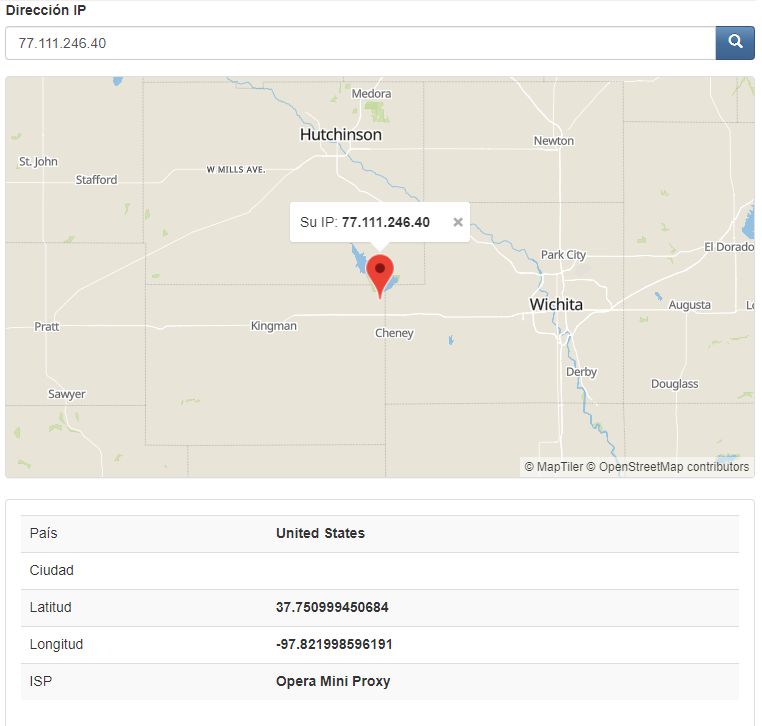 Dirección IP
77.111.246.40
Medora
Hutchinson
Newton
St. John
W MILLS AVE.
Stafford
Su IP: 77.111.246.40 ×
El Dorado
Park City
Wichita
Augusta
Pratt
Kingman
Cheney
Derby
Douglass
Sawyer
© MapTiler © OpenStreetMap contributors
País United States
Ciudad
Latitud 37.750999450684
Longitud -97.821998596191
ISP Opera Mini Proxy